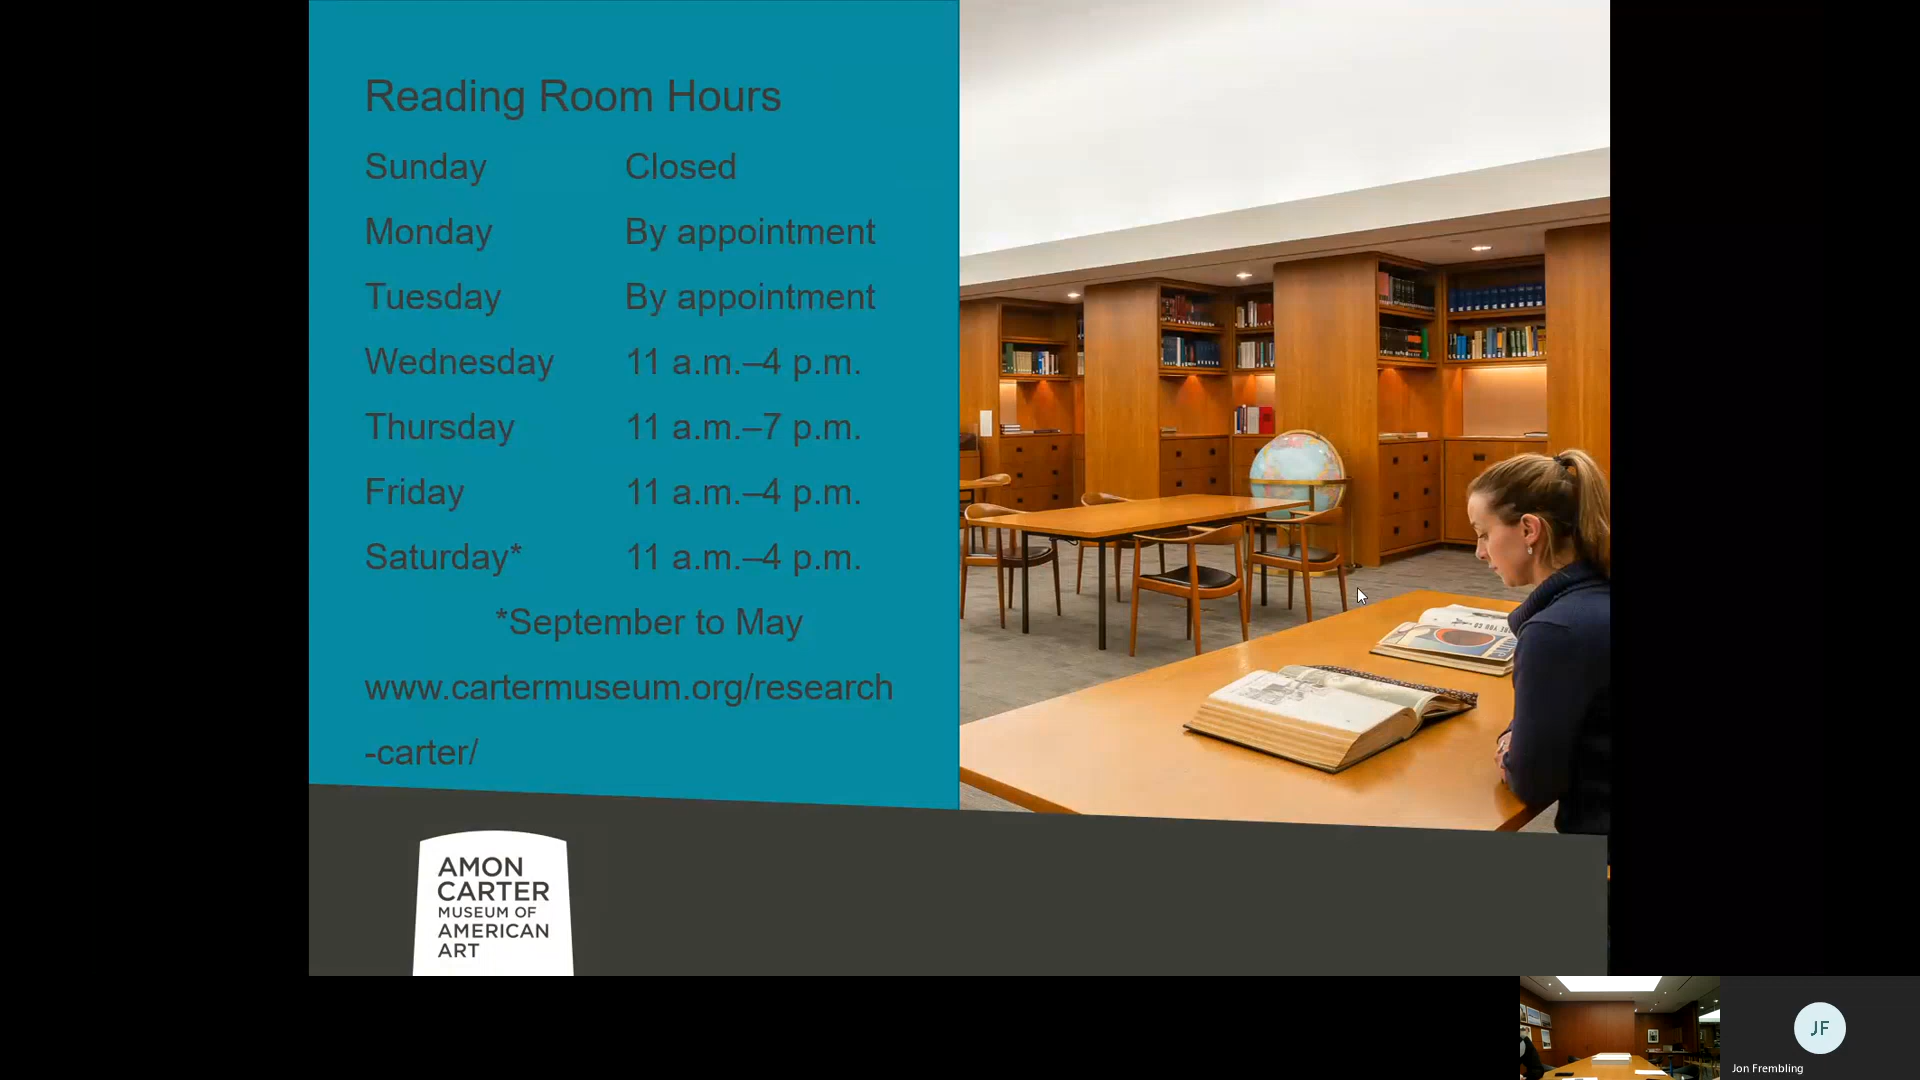 Reading Room Hours
Sunday Closed
Monday By appointment
Tuesday By appointment
Wednesday 11 a.m.–4 p.m.
Thursday 11 a.m.–7 p.m.
Friday 11 a.m.–4 p.m.
Saturday* 11 a.m.–4 p.m.
*September to May
www.cartermuseum.org/research
-carter/
AMON
CARTER
MUSEUM OF
AMERICAN
ART
JF
Jon Frembling